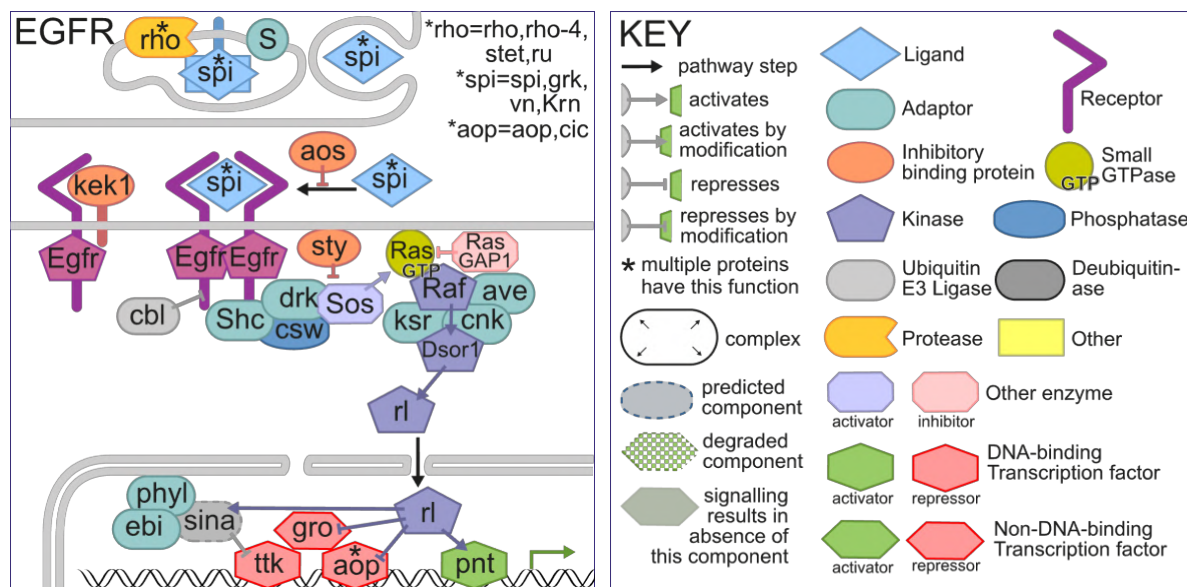 EGFR
rho
*
S
spi
*
spi
*
*rho=rho,rho-4,
stet,ru
*spi=spi,grk,
vn,Krn
*aop=aop,cic
aos
kek1
spi
*
spi
*
Egfr
Egfr
Egfr
sty
Ras
GTP
Ras
GAP1
cbl
Shc
drk
csw
Sos
Raf
ave
ksr
cnk
Dsor1
rl
phyl
ebi
sina
gro
rl
ttk
*
aop
pnt
KEY
pathway step
activates
activates by
modification
represses
represses by
modification
* multiple proteins
have this function
complex
predicted
component
degraded
component
signalling
results in
absence of
this component
Ligand
Adaptor
Inhibitory
binding protein
Kinase
Ubiquitin
E3 Ligase
Protease
Receptor
Small
GTPase
GTP
Phosphatase
Deubiquitin-
ase
Other
Other enzyme
activator
inhibitor
DNA-binding
Transcription factor
activator
repressor
Non-DNA-binding
Transcription factor
activator
repressor